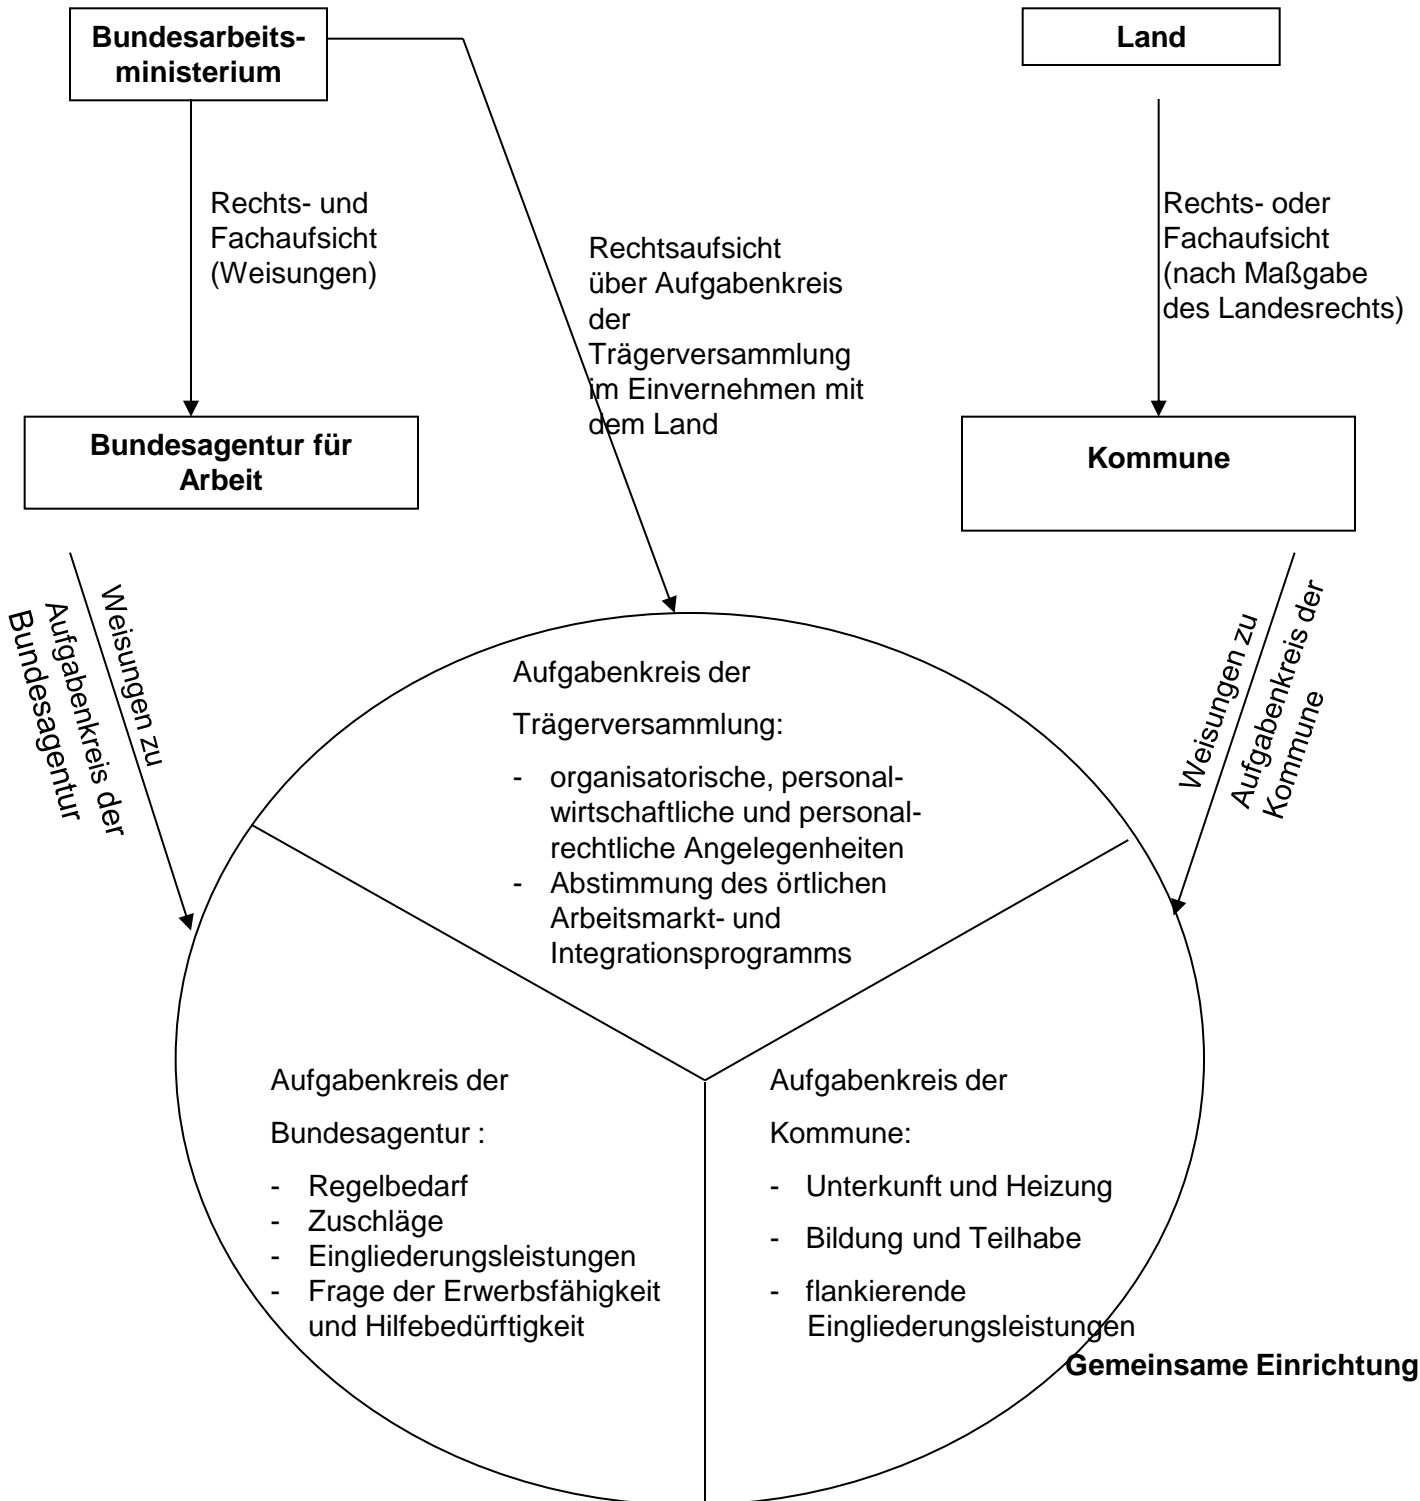 Bundesarbeits-
ministerium
Land
Rechts- und
Fachaufsicht
(Weisungen)
Rechtsaufsicht
über Aufgabenkreis
der
Trägerversammlung
im Einvernehmen mit
dem Land
Rechts- oder
Fachaufsicht
(nach Maßgabe
des Landesrechts)
Bundesagentur für
Arbeit
Kommune
Weisungen zu
Aufgabenkreis der
Bundesagentur
Weisungen zu
Aufgabenkreis der
Kommune
Aufgabenkreis der
Trägerversammlung:
- organisatorische, personal-
wirtschaftliche und personal-
rechtliche Angelegenheiten
- Abstimmung des örtlichen
Arbeitsmarkt- und
Integrationsprogramms
Aufgabenkreis der
Bundesagentur :
- Regelbedarf
- Zuschläge
- Eingliederungsleistungen
- Frage der Erwerbsfähigkeit
und Hilfebedürftigkeit
Aufgabenkreis der
Kommune:
- Unterkunft und Heizung
- Bildung und Teilhabe
- flankierende
Eingliederungsleistungen
Gemeinsame Einrichtung